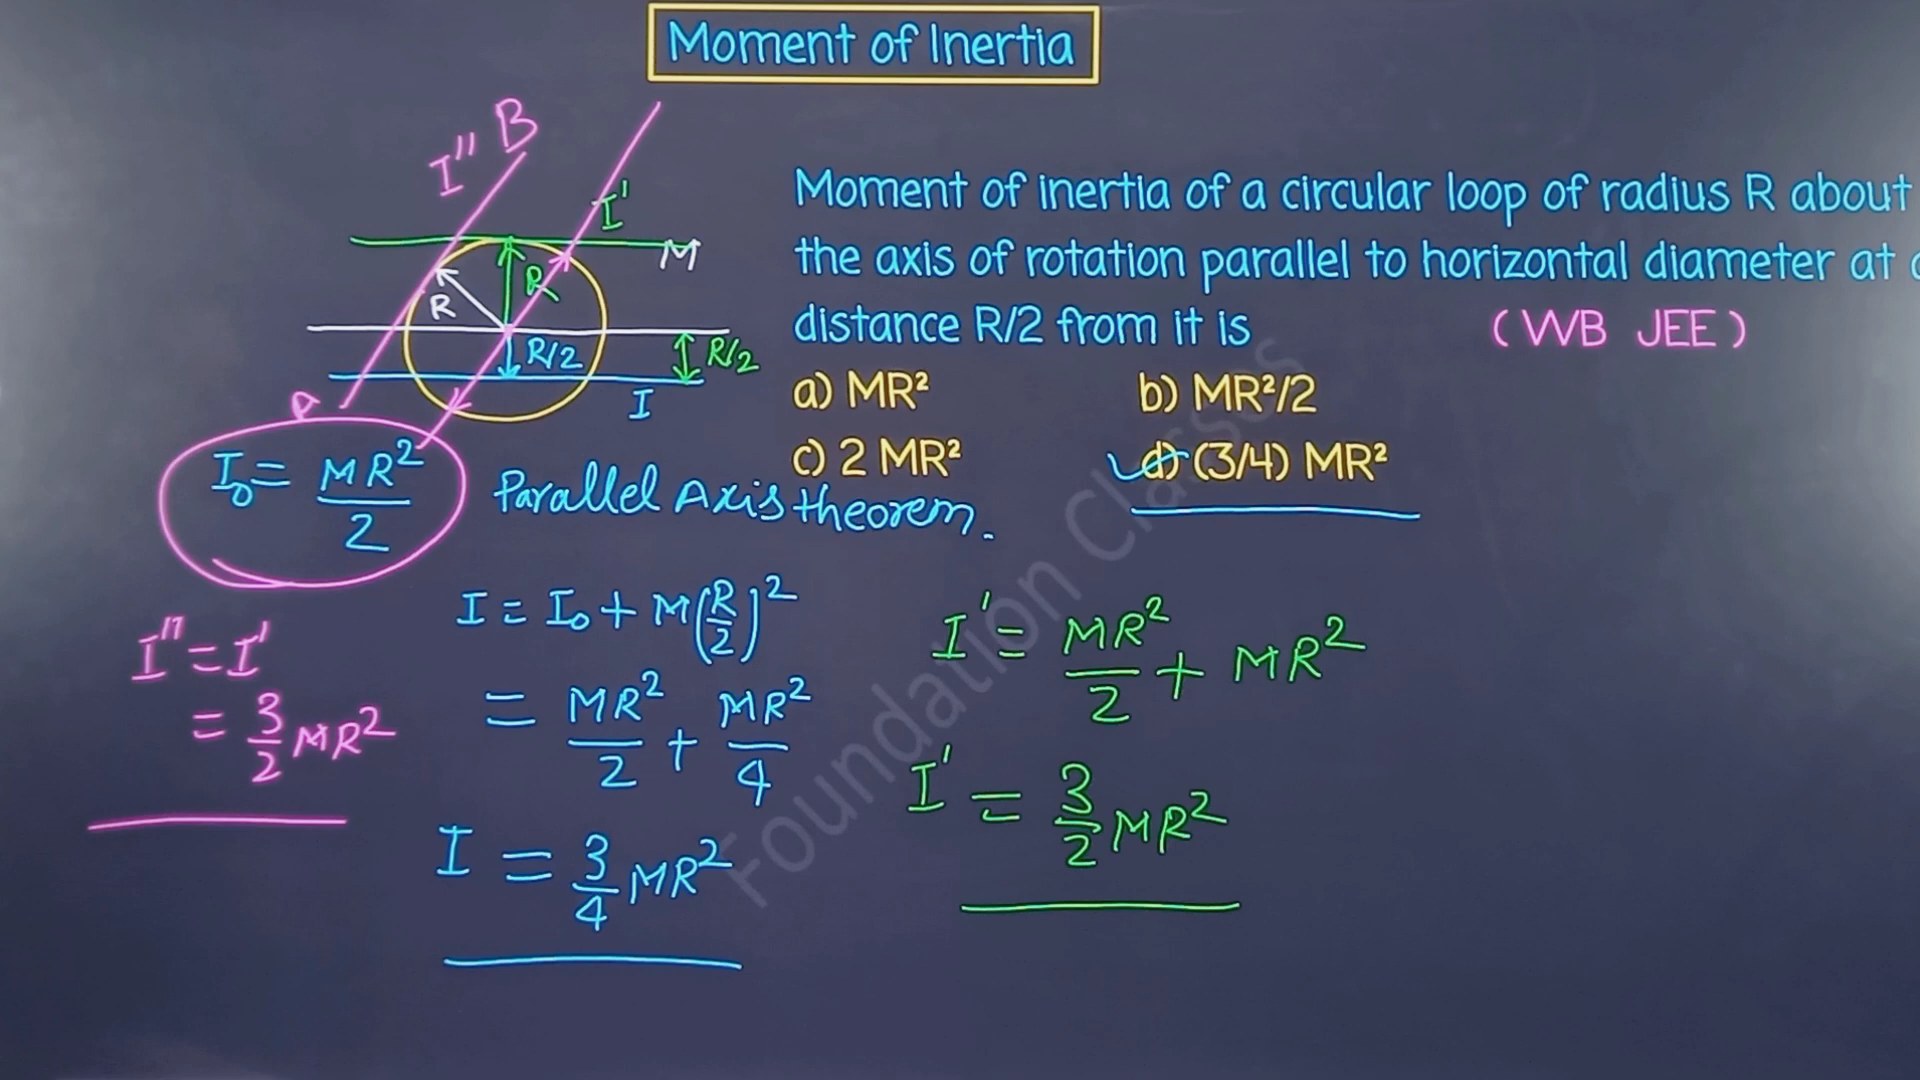 Moment of Inertia
I" B
I'
M
R
R
R/2
R/2
I
A
Moment of inertia of a circular loop of radius R about
the axis of rotation parallel to horizontal diameter at
distance R/2 from it is (WB JEE)
a) MR² b) MR²/2
c) 2 MR² d) (3/4) MR²
I₀ = MR²/2
Parallel Axis theorem.
I = I₀ + M(R/2)²
= MR²/2 + MR²/4
I = 3/4 MR²
I' = MR²/2 + MR²
I' = 3/2 MR²
I" = I'
= 3/2 MR²
Foundation Classes